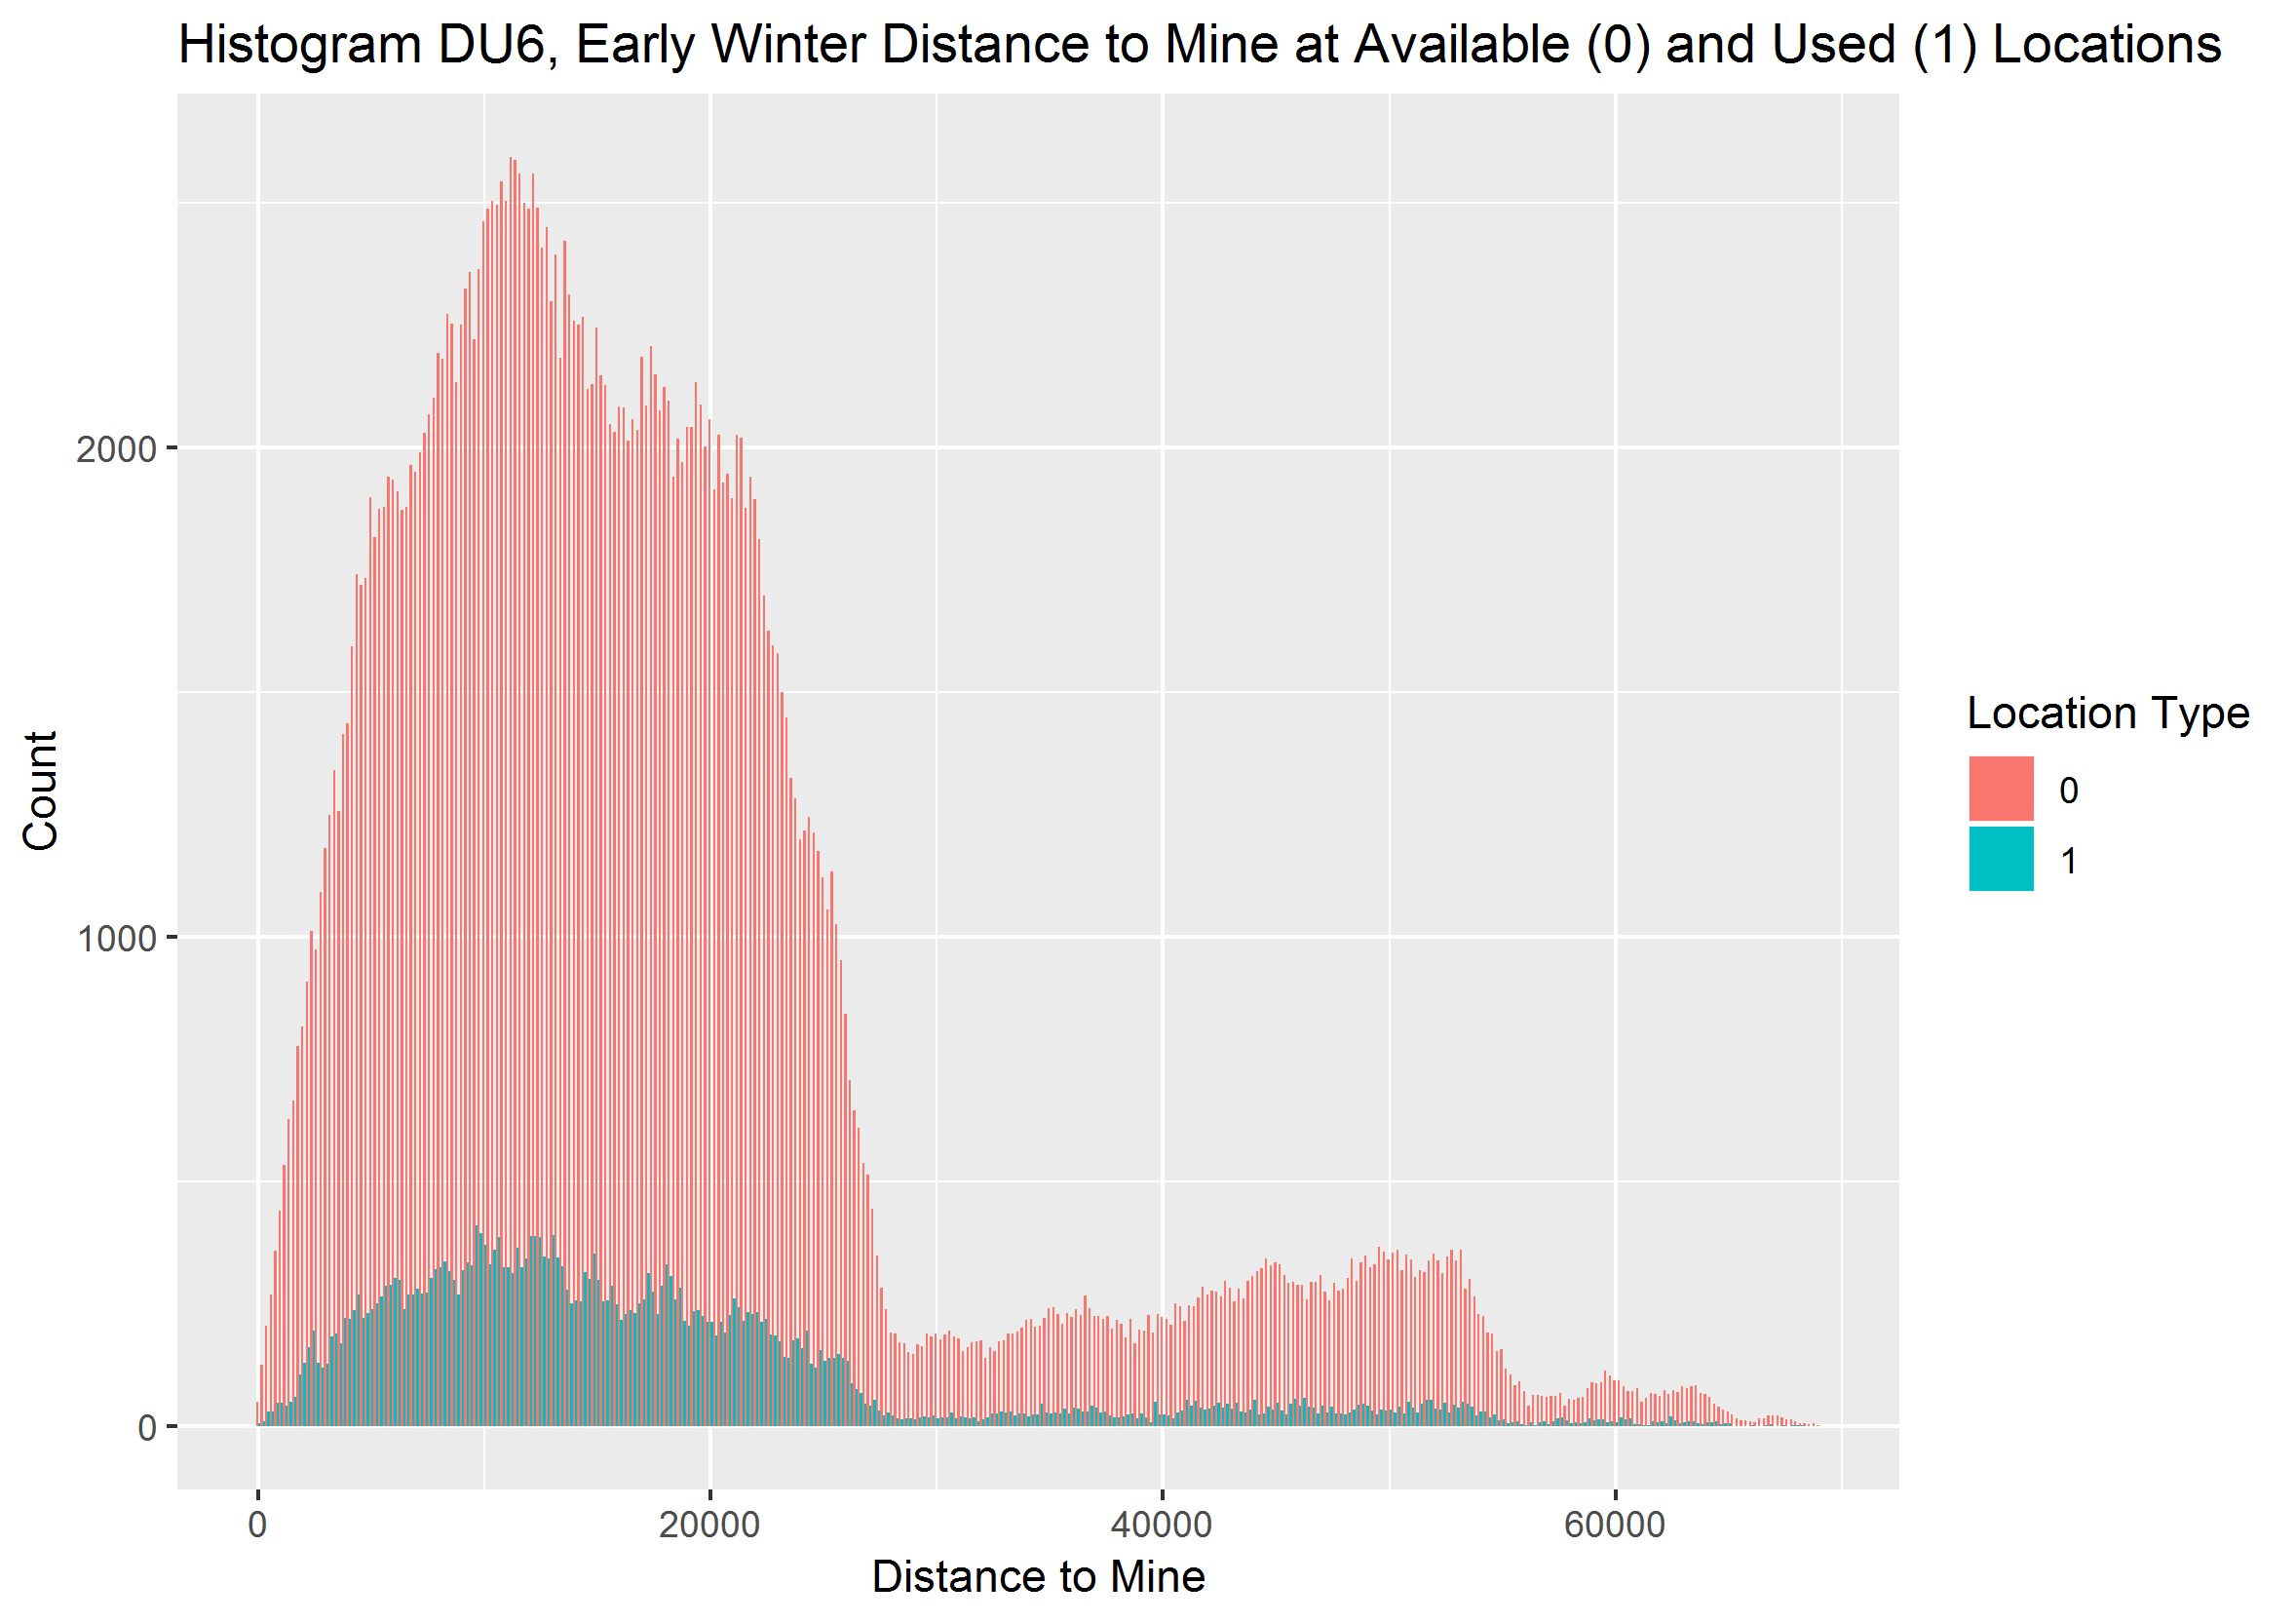 Histogram DU6, Early Winter Distance to Mine at Available (0) and Used (1) Locations
Count
2000
1000
0
0
20000
40000
60000
Distance to Mine
Location Type
0
1